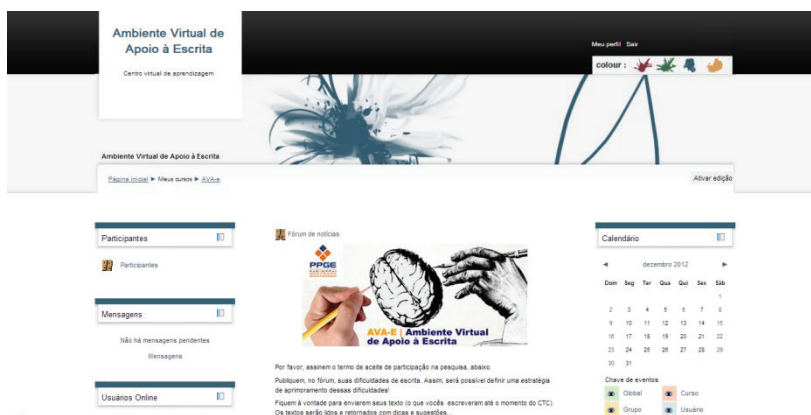 Ambiente Virtual de
Apoio à Escrita
Centro virtual de aprendizagem
Meu perfil Sair
colour :
Ambiente Virtual de Apoio à Escrita
Página inicial ► Meus cursos ► AVA-e
Ativar edição
Participantes
Participantes
Mensagens
Não há mensagens pendentes
Mensagens
Usuários Online
Fórum de notícias
PPGE
AVA-E | Ambiente Virtual
de Apoio à Escrita
Por favor, assinem o termo de aceite de participação na pesquisa, abaixo.
Publiquem, no fórum, suas dificuldades de escrita. Assim, será possível definir uma estratégia
de aprimoramento dessas dificuldades!
Fiquem à vontade para enviarem seus texto (o que vocês escreveram até o momento do CTC).
Os textos serão lidos e retornados com dicas e sugestões...
Calendário
◄ dezembro 2012 ►
Dom Seg Ter Qua Qui Sex Sáb
1
2 3 4 5 6 7 8
9 10 11 12 13 14 15
16 17 18 19 20 21 22
23 24 25 26 27 28 29
30 31
Chave de eventos
Global Curso
Grupo Usuário